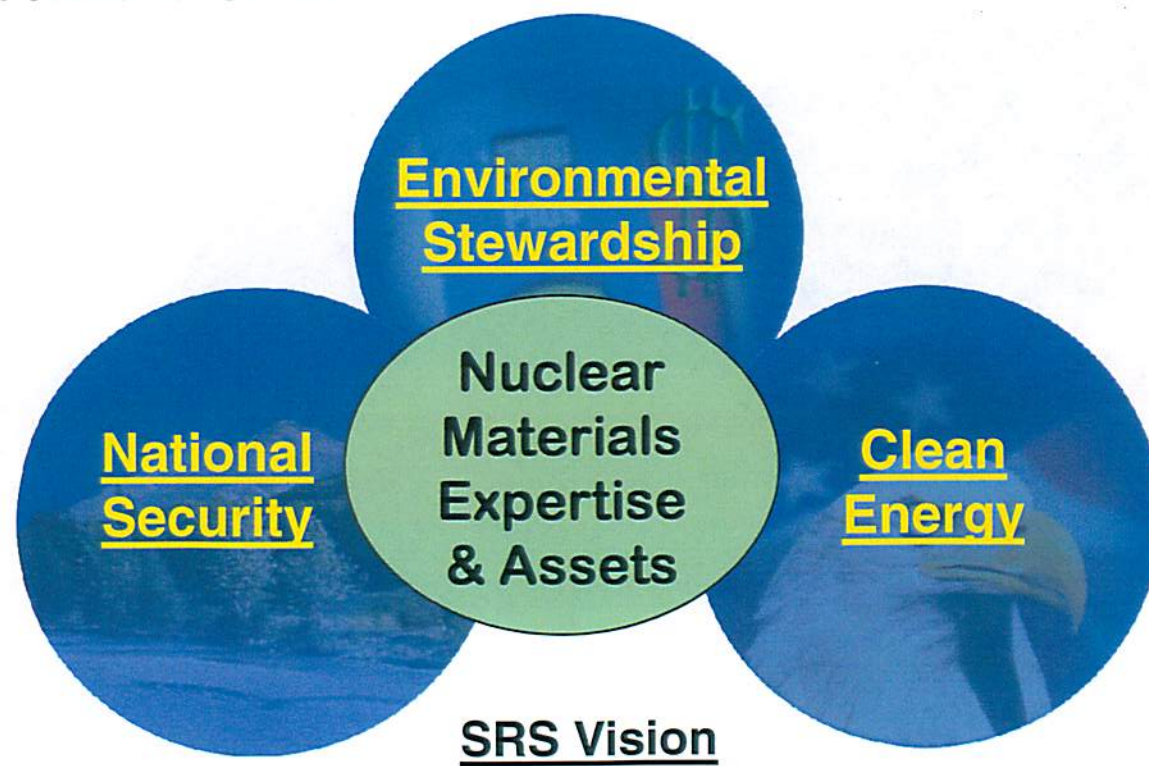 Environmental
Stewardship
Nuclear
Materials
Expertise
& Assets
National
Security
Clean
Energy
SRS Vision